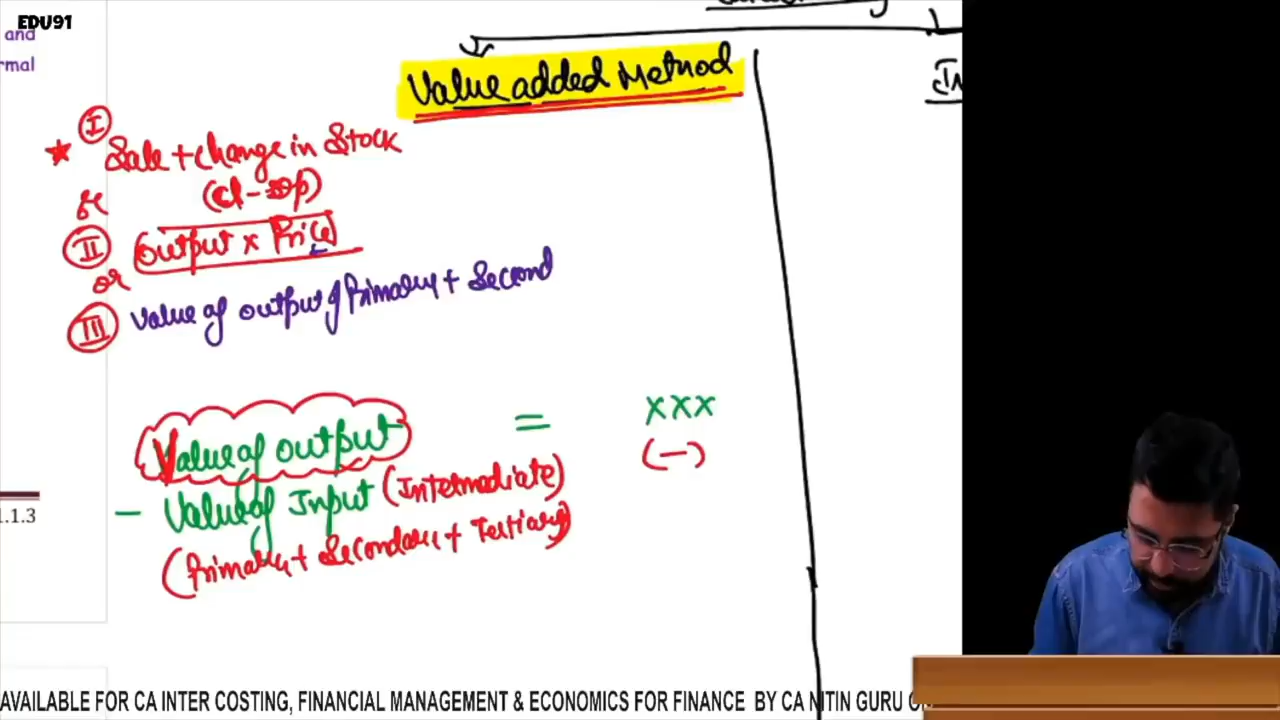 EDU91
and
rmal
Value added Method
I
★ Sale + change in Stock
or (Cl - op)
II Output x Price
or
III Value of output of Primary + Second
Value of output = xxx
- Value of Input (Intermediate) (-)
(Primary + Secondary + Tertiary)
1.1.3
AVAILABLE FOR CA INTER COSTING, FINANCIAL MANAGEMENT & ECONOMICS FOR FINANCE BY CA NITIN GURU ON